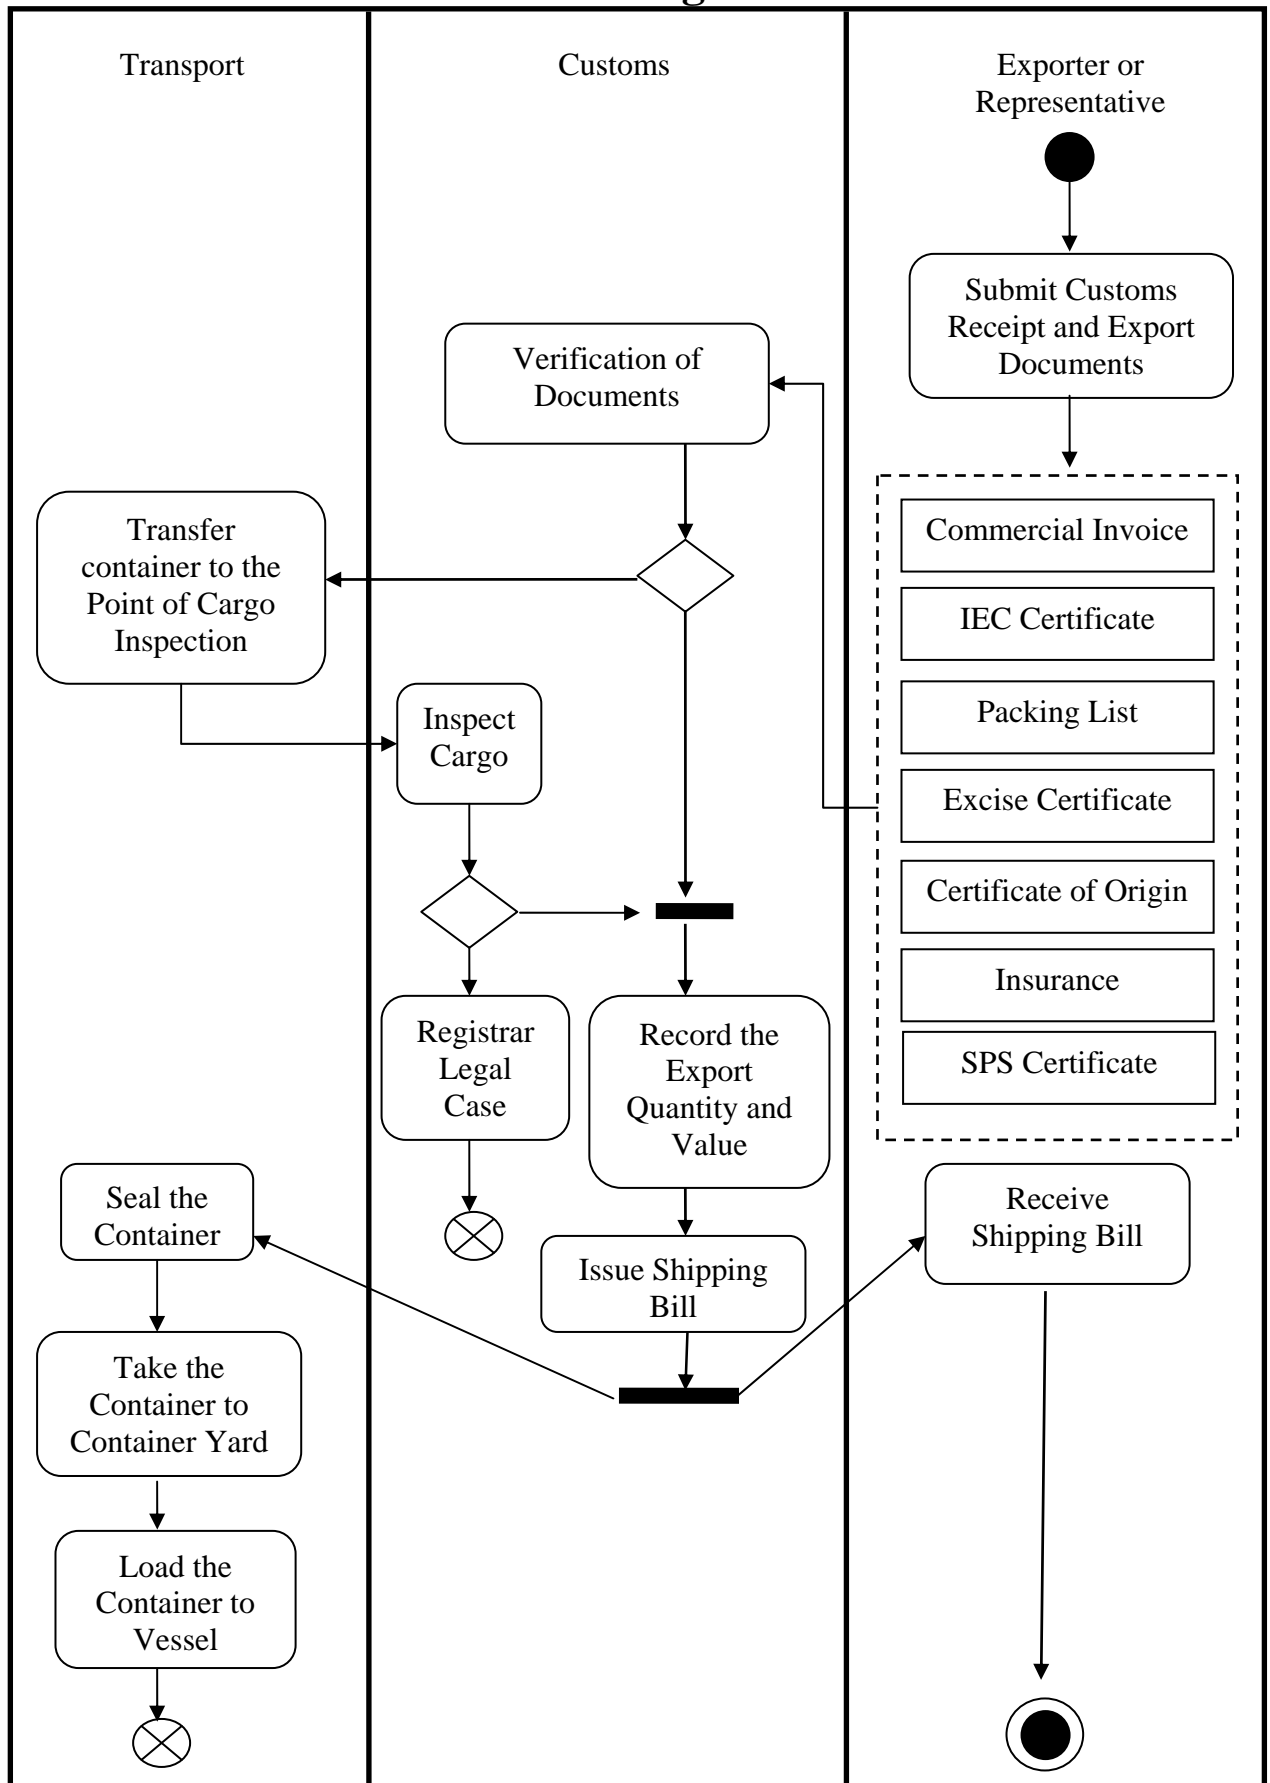 Transport
Customs
Exporter or
Representative
Submit Customs
Receipt and Export
Documents
Verification of
Documents
Transfer
container to the
Point of Cargo
Inspection
Commercial Invoice
IEC Certificate
Packing List
Excise Certificate
Certificate of Origin
Insurance
SPS Certificate
Inspect
Cargo
Registrar
Legal
Case
Record the
Export
Quantity and
Value
Seal the
Container
Receive
Shipping Bill
Issue Shipping
Bill
Take the
Container to
Container Yard
Load the
Container to
Vessel